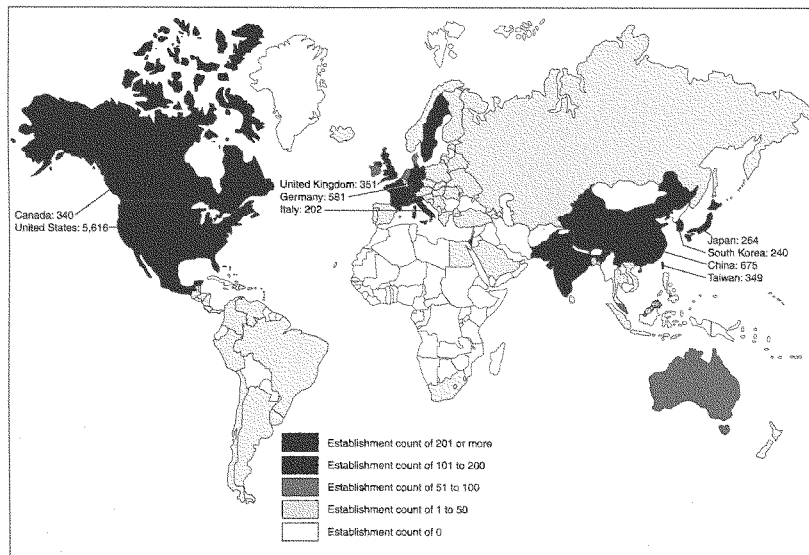 United Kingdom: 351
Germany: 581
Italy: 202
Canada: 340
United States: 5,616
Japan: 264
South Korea: 240
China: 675
Taiwan: 349
Establishment count of 201 or more
Establishment count of 101 to 200
Establishment count of 51 to 100
Establishment count of 1 to 50
Establishment count of 0